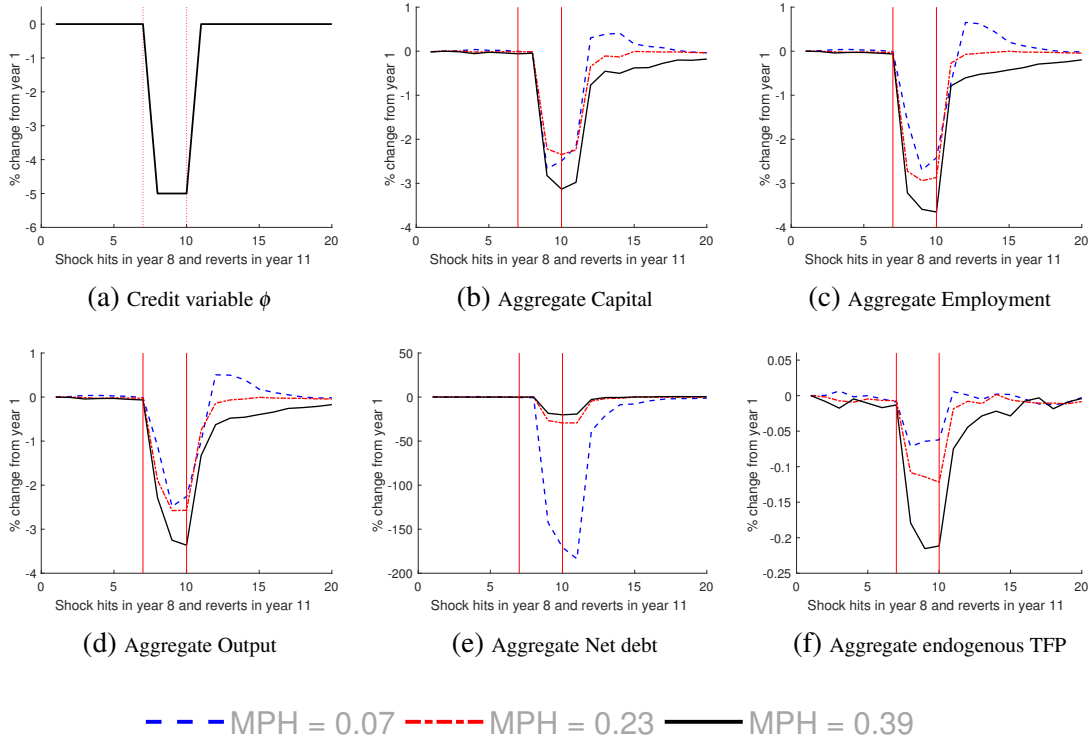 0
-1
-2
-3
-4
-5
-6
% change from year 1
0 5 10 15 20
Shock hits in year 8 and reverts in year 11
(a) Credit variable ϕ
1
0
-1
-2
-3
-4
% change from year 1
0 5 10 15 20
Shock hits in year 8 and reverts in year 11
(b) Aggregate Capital
1
0
-1
-2
-3
-4
% change from year 1
0 5 10 15 20
Shock hits in year 8 and reverts in year 11
(c) Aggregate Employment
1
0
-1
-2
-3
-4
% change from year 1
0 5 10 15 20
Shock hits in year 8 and reverts in year 11
(d) Aggregate Output
50
0
-50
-100
-150
-200
% change from year 1
0 5 10 15 20
Shock hits in year 8 and reverts in year 11
(e) Aggregate Net debt
0.05
0
-0.05
-0.1
-0.15
-0.2
-0.25
% change from year 1
0 5 10 15 20
Shock hits in year 8 and reverts in year 11
(f) Aggregate endogenous TFP
MPH = 0.07 MPH = 0.23 MPH = 0.39